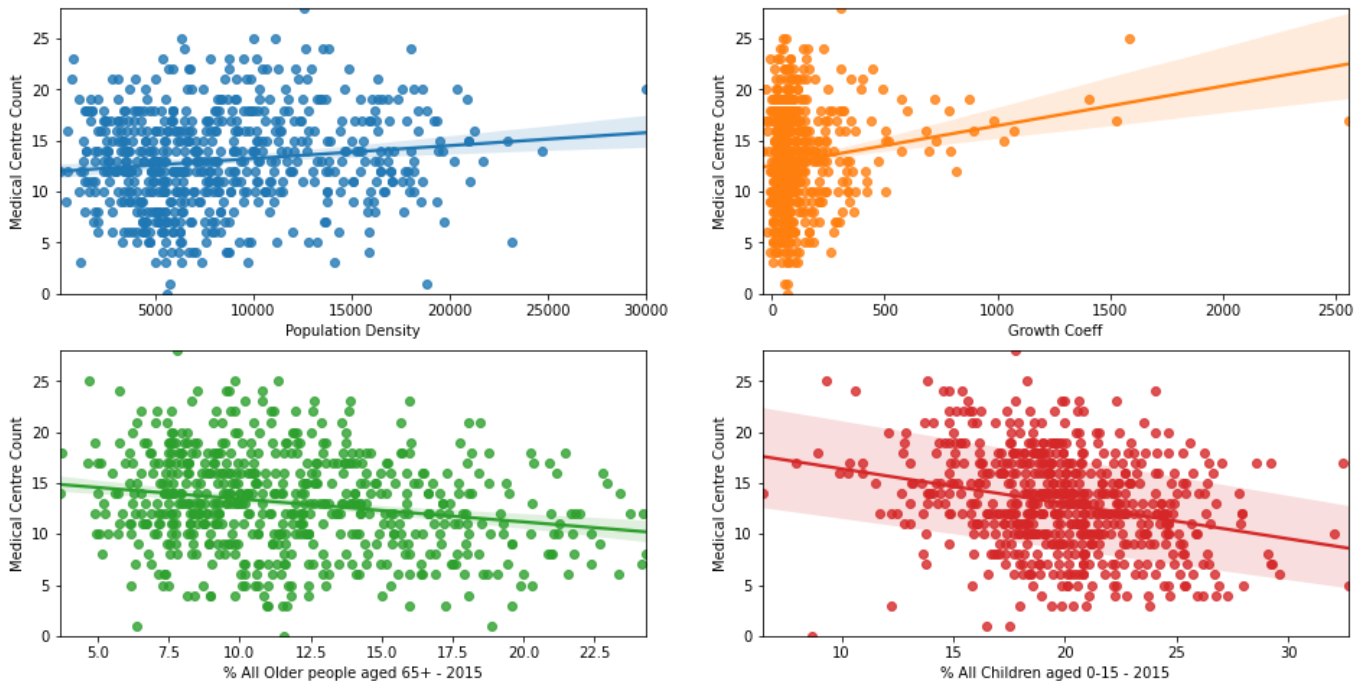 Medical Centre Count
25
20
15
10
5
0
5000 10000 15000 20000 25000 30000
Population Density
Medical Centre Count
25
20
15
10
5
0
0 500 1000 1500 2000 2500
Growth Coeff
Medical Centre Count
25
20
15
10
5
0
5.0 7.5 10.0 12.5 15.0 17.5 20.0 22.5
% All Older people aged 65+ - 2015
Medical Centre Count
25
20
15
10
5
0
10 15 20 25 30
% All Children aged 0-15 - 2015